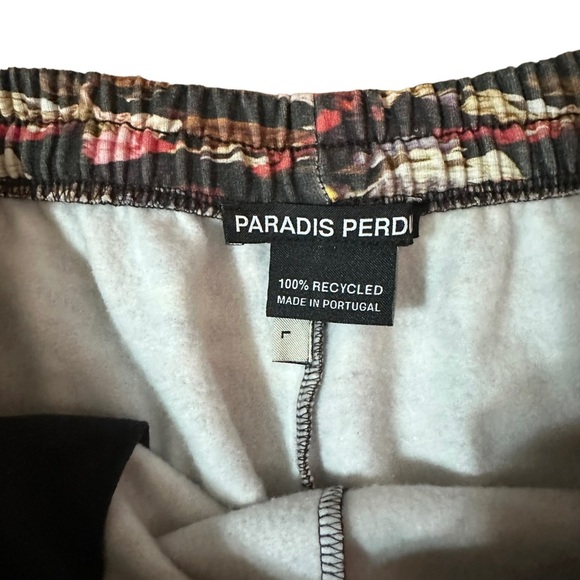 PARADIS PERDU
100% RECYCLED
MADE IN PORTUGAL
L